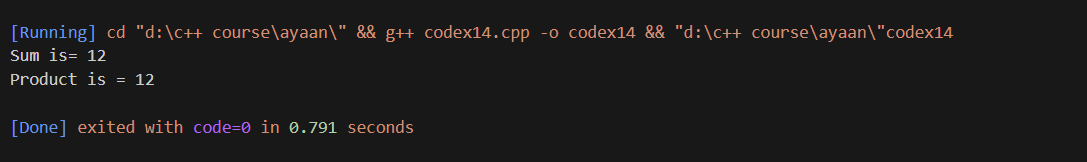 [Running] cd "d:\c++ course\ayaan\" && g++ codex14.cpp -o codex14 && "d:\c++ course\ayaan\"codex14
Sum is= 12
Product is = 12
[Done] exited with code=0 in 0.791 seconds